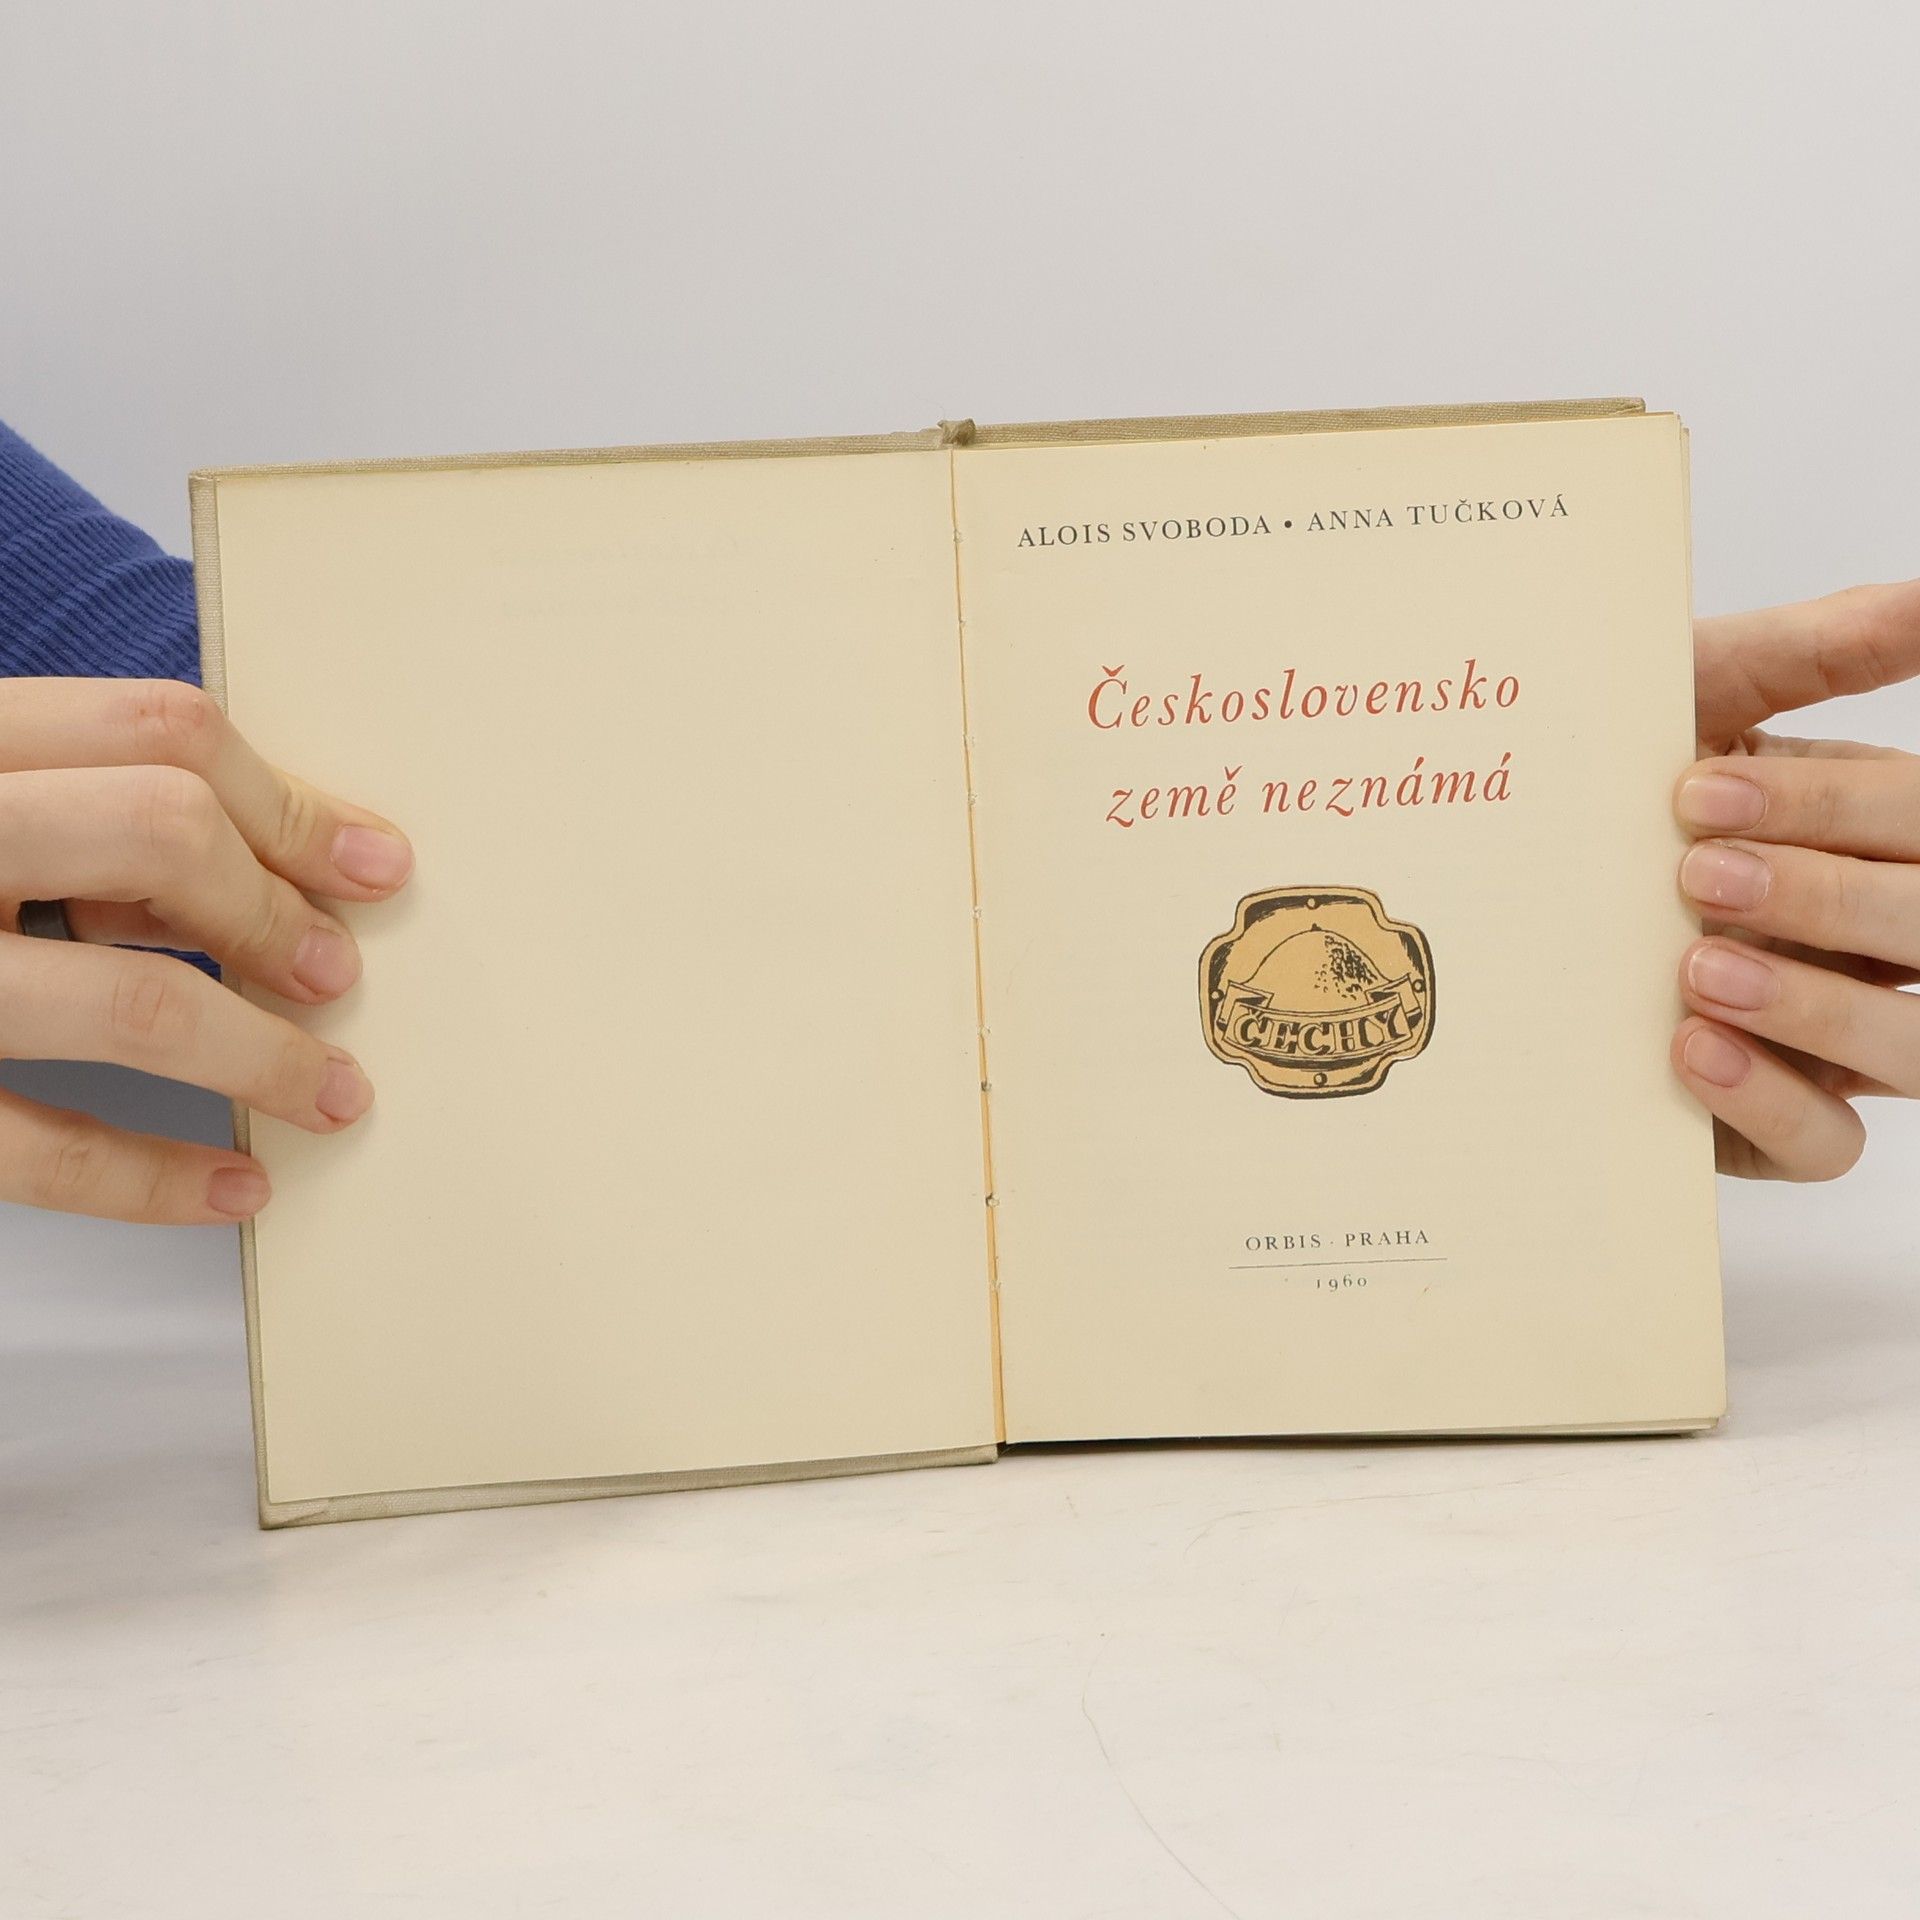 ALOIS SVOBODA • ANNA TUČKOVÁ
Československo
země neznámá
ČECHY
ORBIS · PRAHA
1960